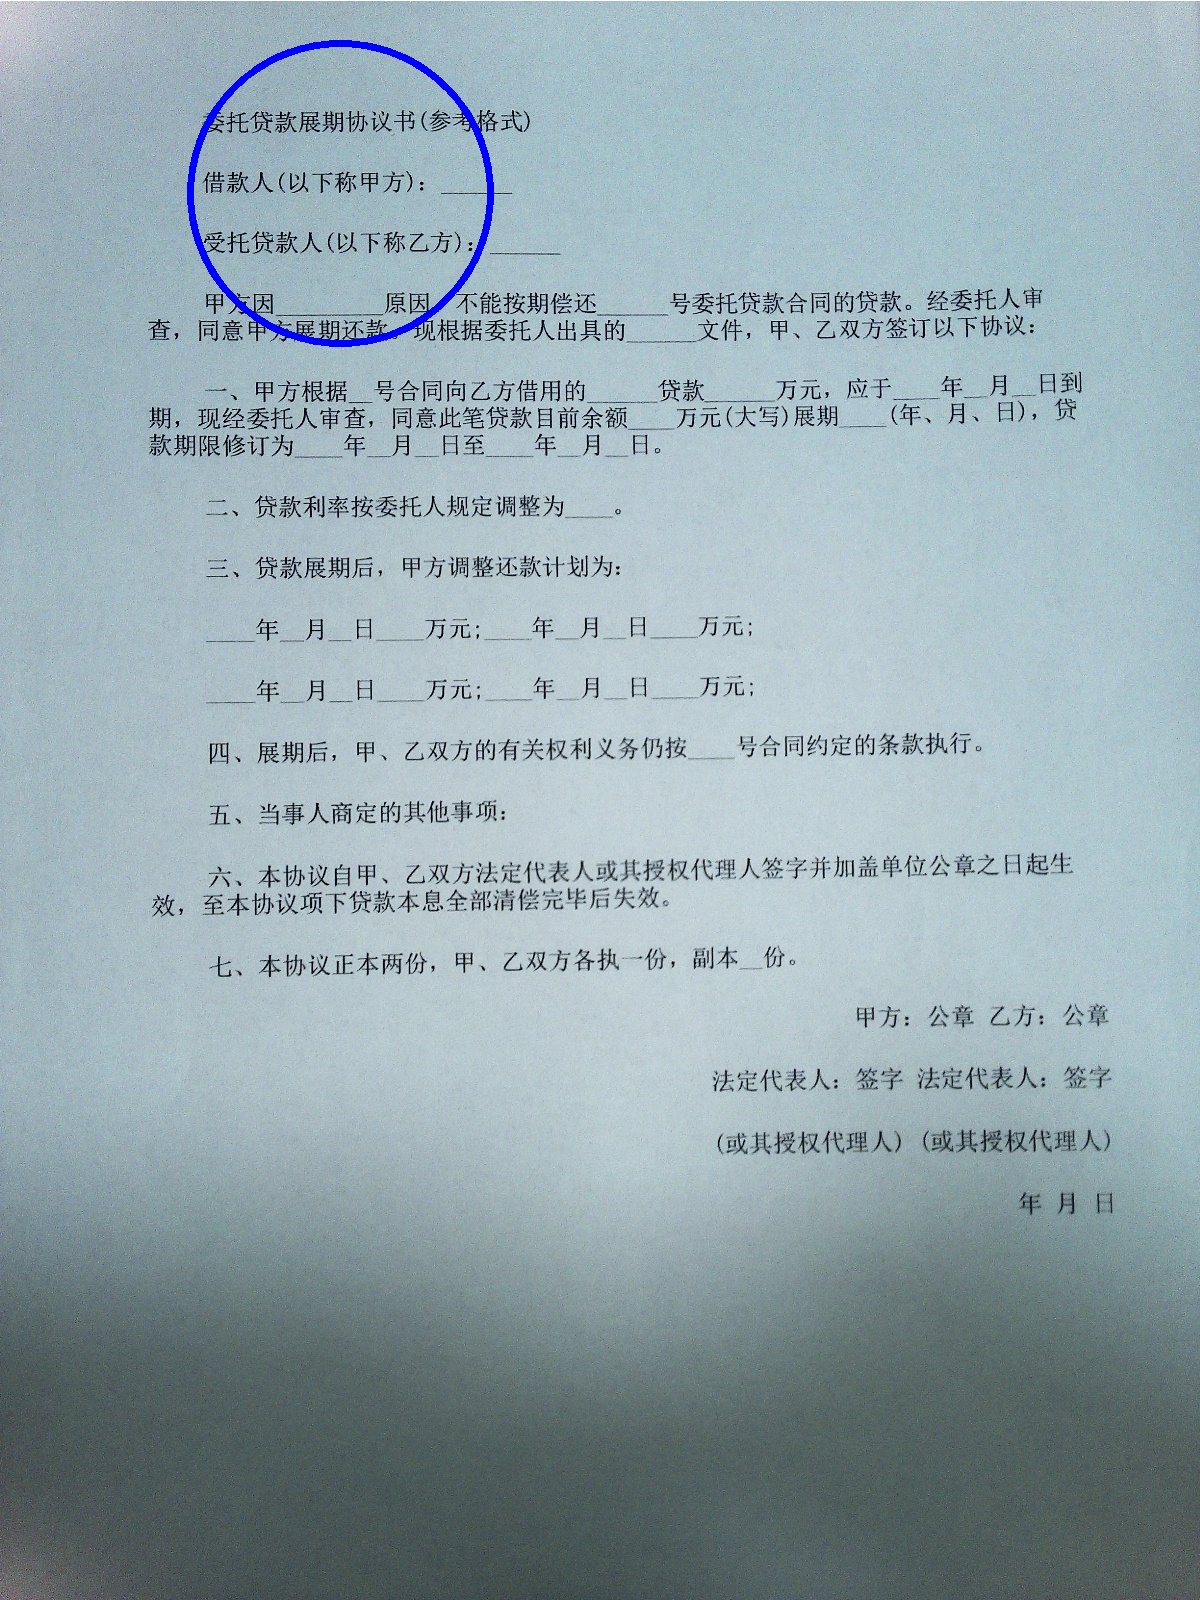 委托贷款展期协议书(参考格式)
借款人(以下称甲方): ______
受托贷款人(以下称乙方): ______
甲方因_________原因，不能按期偿还______号委托贷款合同的贷款。经委托人审
查，同意甲方展期还款。现根据委托人出具的______文件，甲、乙双方签订以下协议：
一、甲方根据__号合同向乙方借用的______贷款______万元，应于____年__月__日到
期，现经委托人审查，同意此笔贷款目前余额____万元(大写)展期____(年、月、日)，贷
款期限修订为____年__月__日至____年__月__日。
二、贷款利率按委托人规定调整为____。
三、贷款展期后，甲方调整还款计划为：
____年__月__日____万元;____年__月__日____万元;
____年__月__日____万元;____年__月__日____万元;
四、展期后，甲、乙双方的有关权利义务仍按____号合同约定的条款执行。
五、当事人商定的其他事项：
六、本协议自甲、乙双方法定代表人或其授权代理人签字并加盖单位公章之日起生
效，至本协议项下贷款本息全部清偿完毕后失效。
七、本协议正本两份，甲、乙双方各执一份，副本__份。
甲方：公章 乙方：公章
法定代表人：签字 法定代表人：签字
(或其授权代理人) (或其授权代理人)
年 月 日